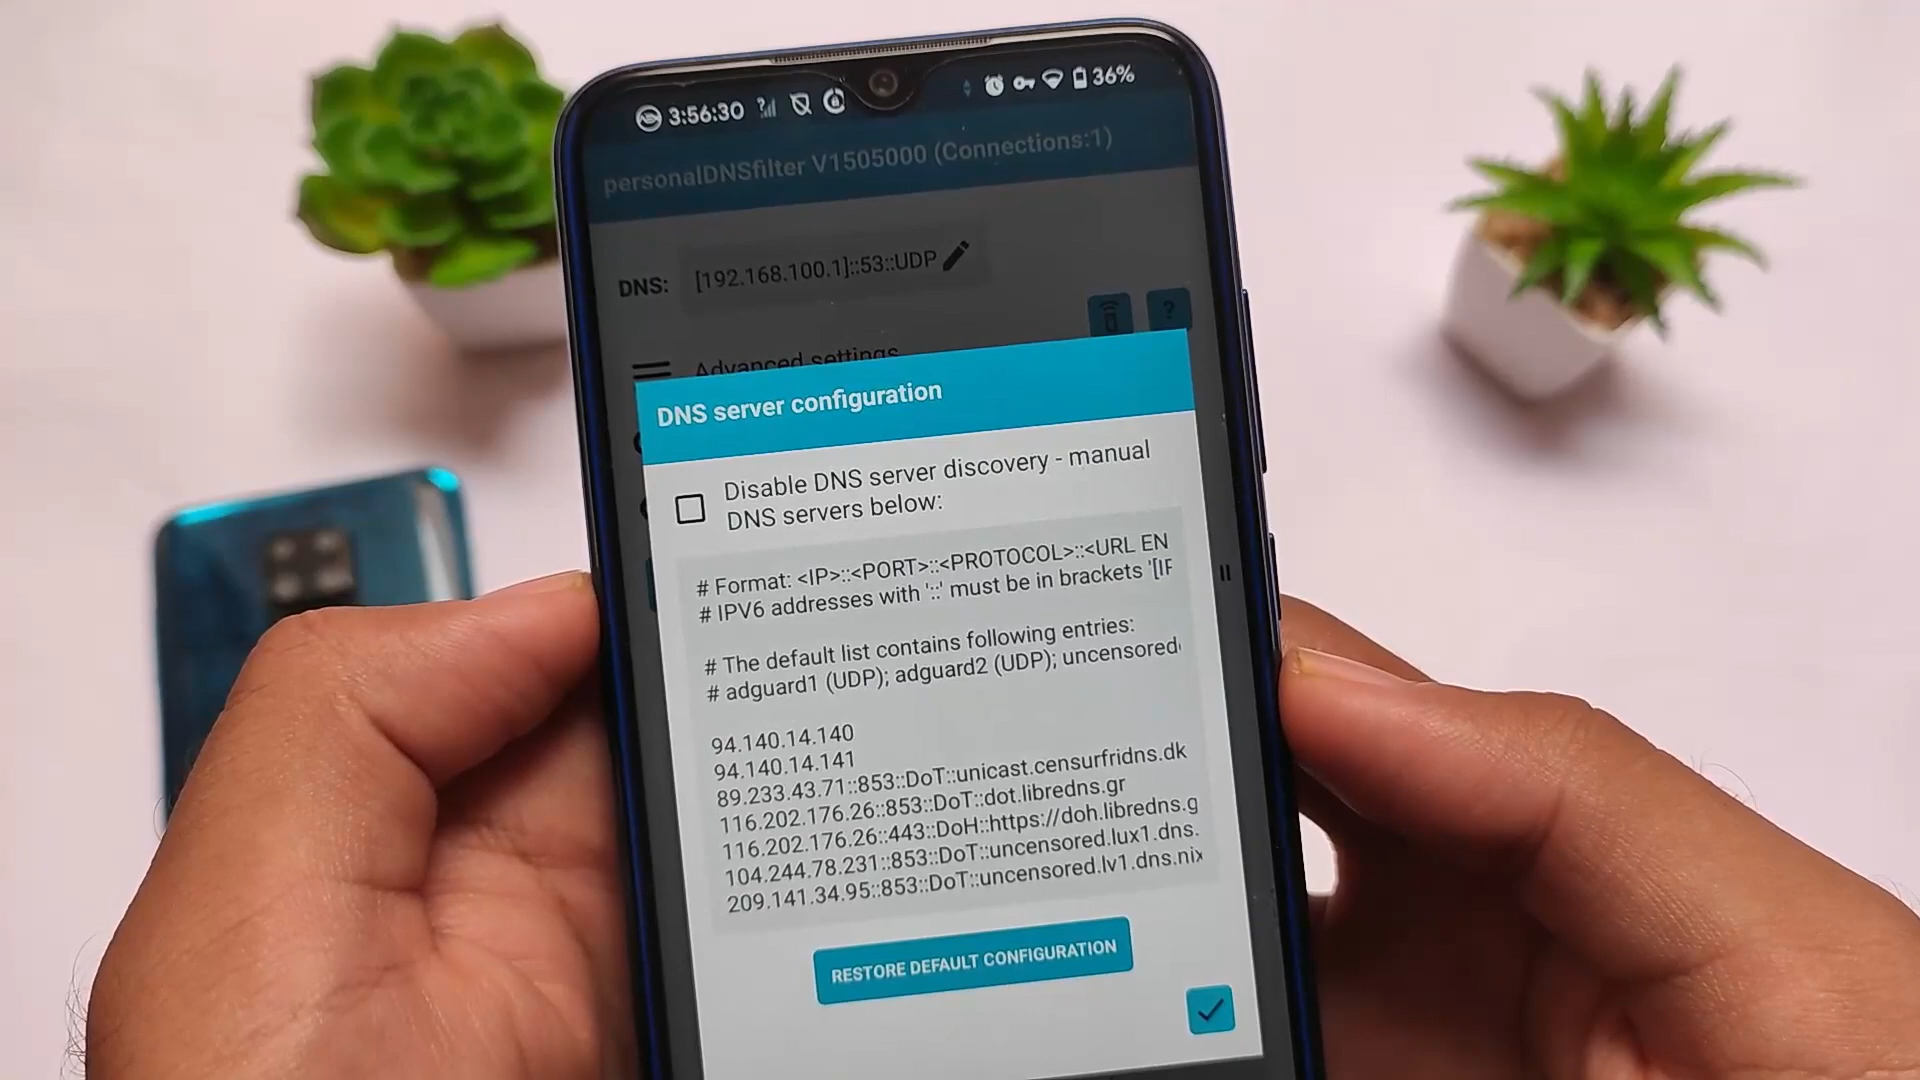 3:56:30 36%
personalDNSfilter V1505000 (Connections:1)
DNS: [192.168.100.1]::53::UDP
?
Advanced settings
DNS server configuration
Disable DNS server discovery - manual
DNS servers below:
# Format: <IP>::<PORT>::<PROTOCOL>::<URL EN
# IPV6 addresses with '::' must be in brackets '[IF
# The default list contains following entries:
# adguard1 (UDP); adguard2 (UDP); uncensored
94.140.14.140
94.140.14.141
89.233.43.71::853::DoT::unicast.censurfridns.dk
116.202.176.26::853::DoT::dot.libredns.gr
116.202.176.26::443::DoH::https://doh.libredns.g
104.244.78.231::853::DoT::uncensored.lux1.dns.
209.141.34.95::853::DoT::uncensored.lv1.dns.nix
RESTORE DEFAULT CONFIGURATION